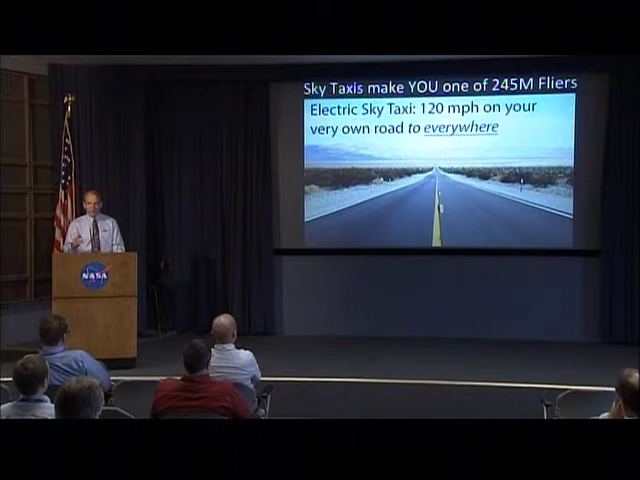 Sky Taxis make YOU one of 245M Fliers
Electric Sky Taxi: 120 mph on your
very own road to everywhere
NASA